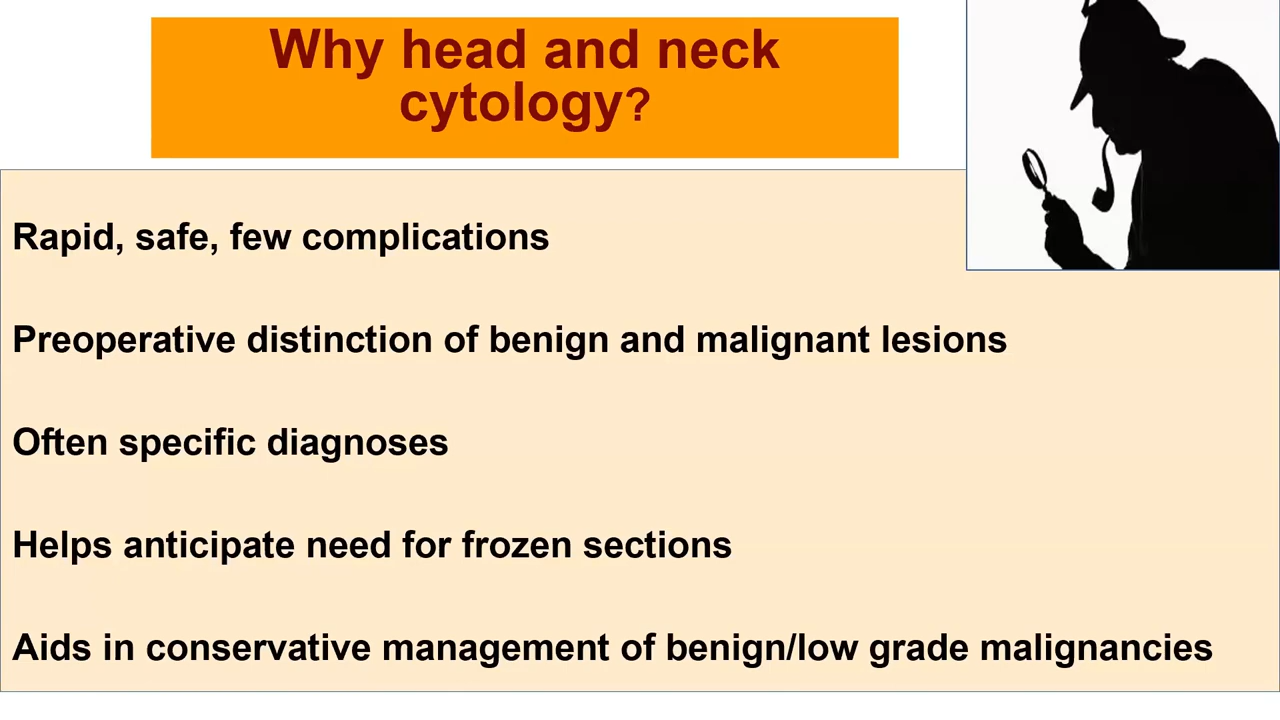 Why head and neck
cytology?
Rapid, safe, few complications
Preoperative distinction of benign and malignant lesions
Often specific diagnoses
Helps anticipate need for frozen sections
Aids in conservative management of benign/low grade malignancies